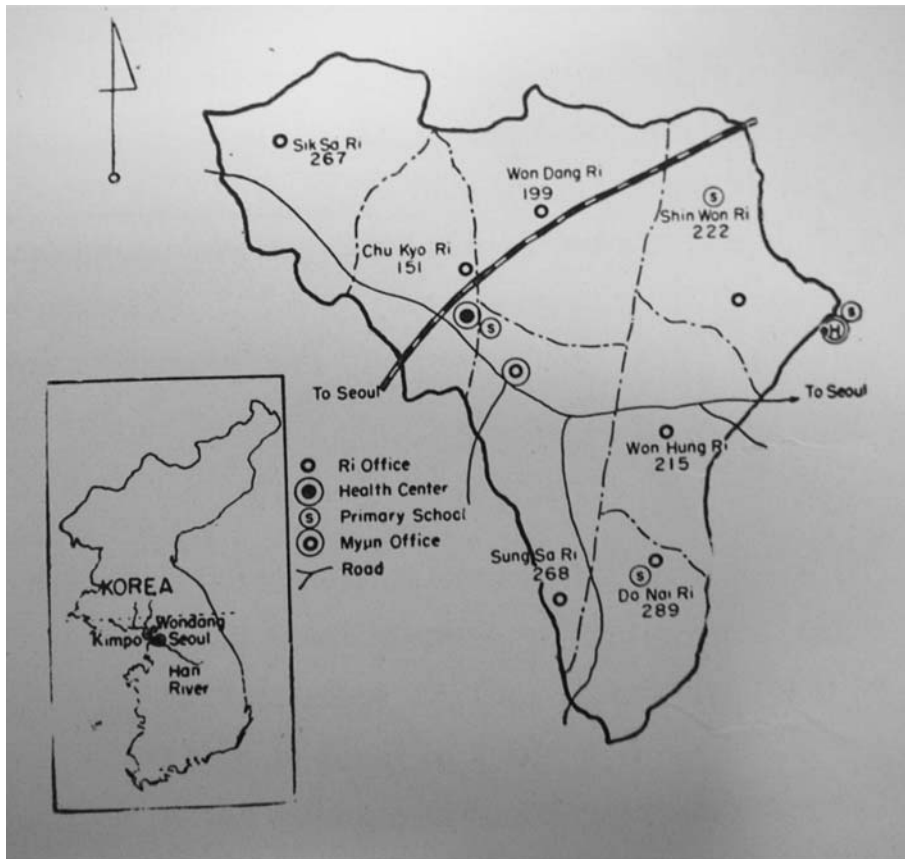 Sik Sa Ri
267
Won Dang Ri
199
S
Shin Won Ri
222
Chu Kyo Ri
151
S
S
H
To Seoul
To Seoul
Won Hung Ri
215
Ri Office
Health Center
S Primary School
Myun Office
Road
Sung Sa Ri
268
S
Do Nai Ri
289
KOREA
Wondang
Kimpo Seoul
Han
River